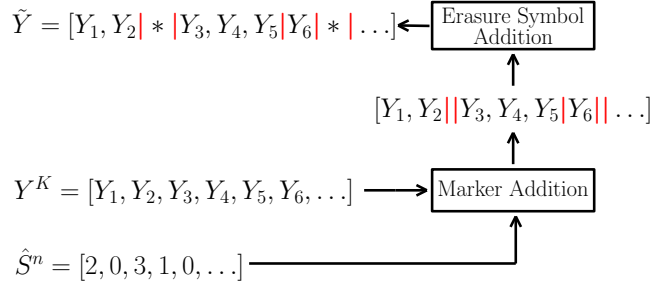 Ỹ = [Y₁, Y₂| * |Y₃, Y₄, Y₅|Y₆| * | …]
Erasure Symbol
Addition
[Y₁, Y₂||Y₃, Y₄, Y₅|Y₆|| …]
Yᴷ = [Y₁, Y₂, Y₃, Y₄, Y₅, Y₆, …]
Marker Addition
Ŝⁿ = [2, 0, 3, 1, 0, …]